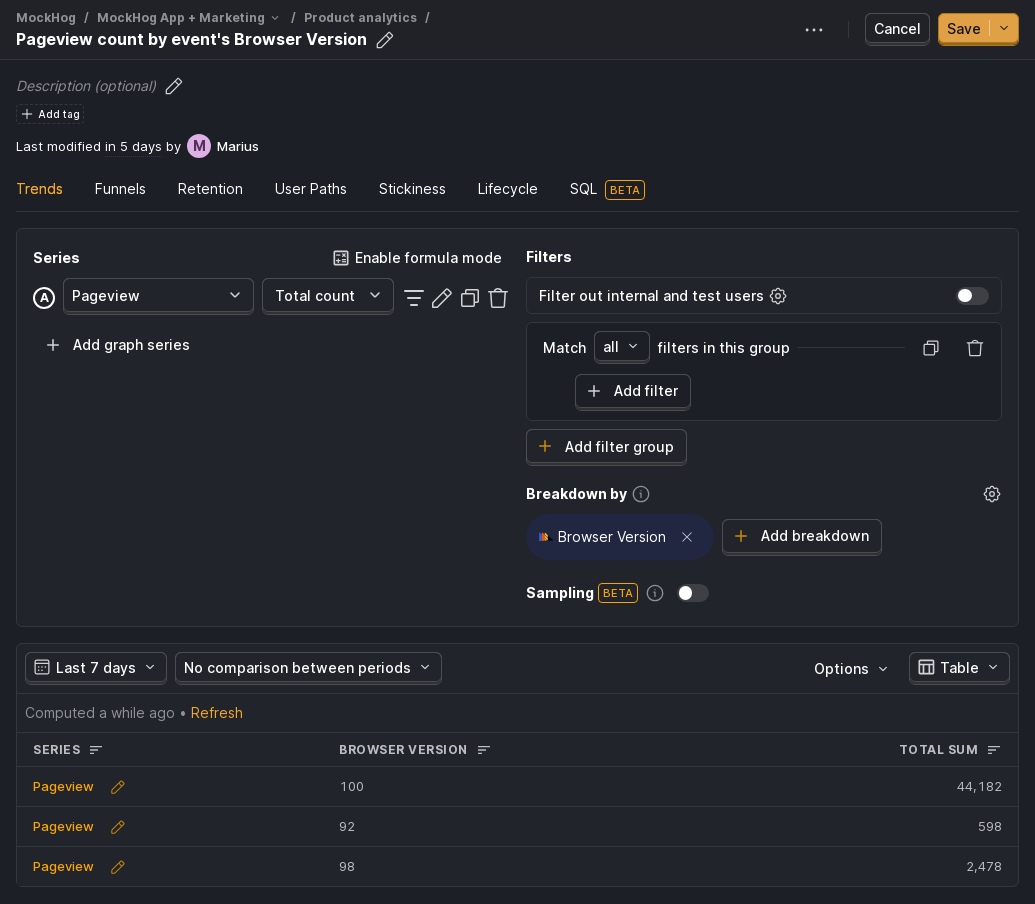 MockHog / MockHog App + Marketing / Product analytics /
Pageview count by event's Browser Version
Cancel
Save
Description (optional)
Add tag
Last modified in 5 days by M Marius
Trends Funnels Retention User Paths Stickiness Lifecycle SQL BETA
Series
Enable formula mode
A Pageview Total count
Add graph series
Filters
Filter out internal and test users
Match all filters in this group
Add filter
Add filter group
Breakdown by
Browser Version
Add breakdown
Sampling BETA
Last 7 days No comparison between periods Options Table
Computed a while ago • Refresh
SERIES BROWSER VERSION TOTAL SUM
Pageview 100 44,182
Pageview 92 598
Pageview 98 2,478